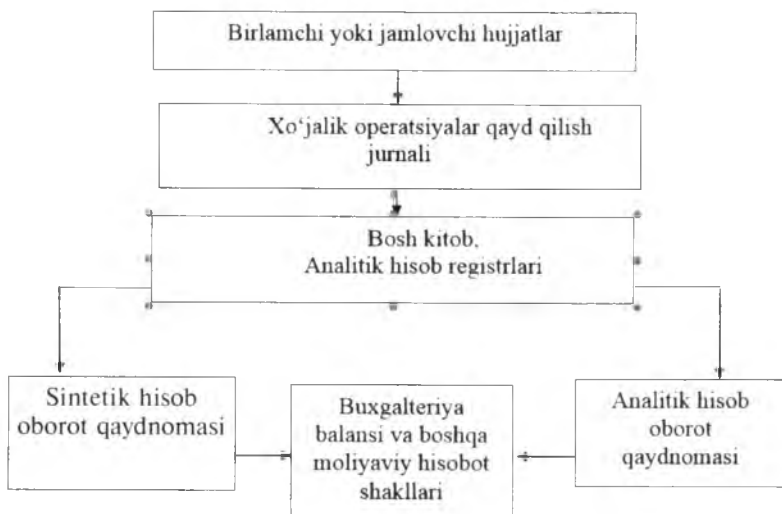 Birlamchi yoki jamlovchi hujjatlar
Xo‘jalik operatsiyalar qayd qilish
jurnali
Bosh kitob,
Analitik hisob registrlari
Sintetik hisob
oborot qaydnomasi
Buxgalteriya
balansi va boshqa
moliyaviy hisobot
shakllari
Analitik hisob
oborot
qaydnomasi